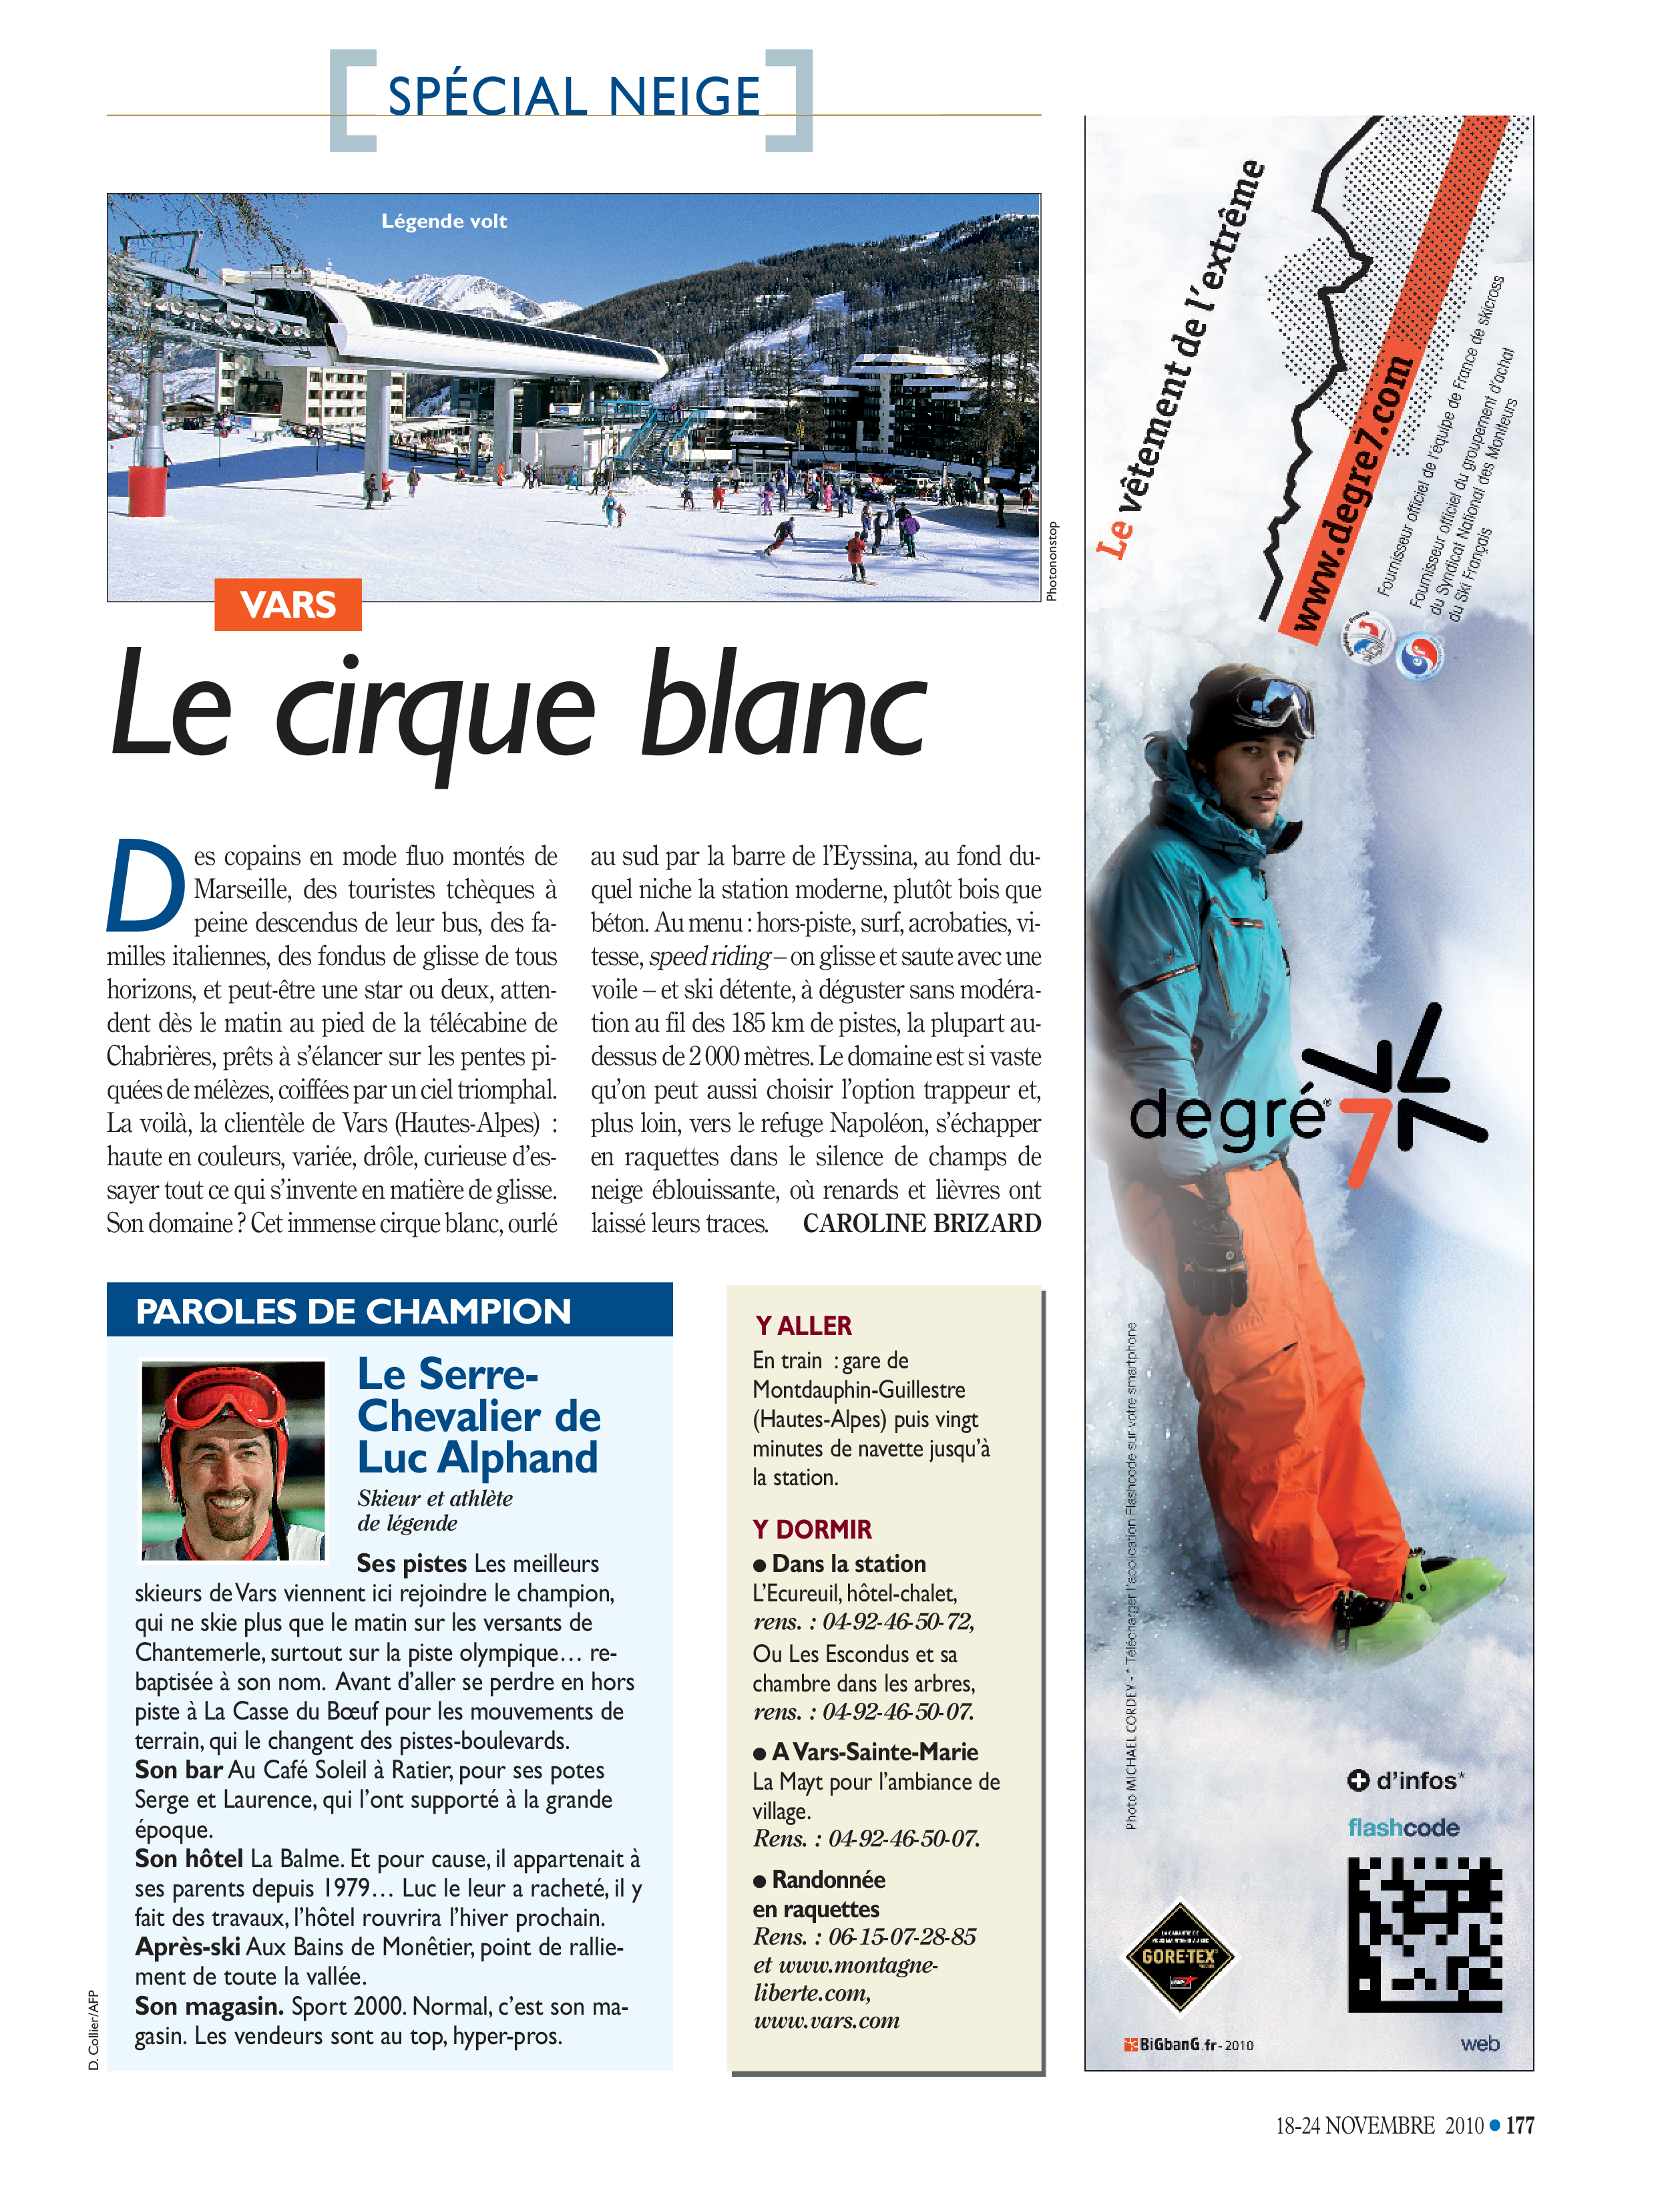 SPÉCIAL NEIGE
Légende volt
Photononstop
VARS
Le cirque blanc
Des copains en mode fluo montés de
Marseille, des touristes tchèques à
peine descendus de leur bus, des fa-
milles italiennes, des fondus de glisse de tous
horizons, et peut-être une star ou deux, atten-
dent dès le matin au pied de la télécabine de
Chabrières, prêts à s'élancer sur les pentes pi-
quées de mélèzes, coiffées par un ciel triomphal.
La voilà, la clientèle de Vars (Hautes-Alpes) :
haute en couleurs, variée, drôle, curieuse d'es-
sayer tout ce qui s'invente en matière de glisse.
Son domaine ? Cet immense cirque blanc, ourlé
au sud par la barre de l'Eyssina, au fond du-
quel niche la station moderne, plutôt bois que
béton. Au menu : hors-piste, surf, acrobaties, vi-
tesse, speed riding – on glisse et saute avec une
voile – et ski détente, à déguster sans modéra-
tion au fil des 185 km de pistes, la plupart au-
dessus de 2 000 mètres. Le domaine est si vaste
qu'on peut aussi choisir l'option trappeur et,
plus loin, vers le refuge Napoléon, s'échapper
en raquettes dans le silence de champs de
neige éblouissante, où renards et lièvres ont
laissé leurs traces. CAROLINE BRIZARD
PAROLES DE CHAMPION
Le Serre-
Chevalier de
Luc Alphand
Skieur et athlète
de légende
Ses pistes Les meilleurs
skieurs de Vars viennent ici rejoindre le champion,
qui ne skie plus que le matin sur les versants de
Chantemerle, surtout sur la piste olympique… re-
baptisée à son nom. Avant d'aller se perdre en hors
piste à La Casse du Bœuf pour les mouvements de
terrain, qui le changent des pistes-boulevards.
Son bar Au Café Soleil à Ratier, pour ses potes
Serge et Laurence, qui l'ont supporté à la grande
époque.
Son hôtel La Balme. Et pour cause, il appartenait à
ses parents depuis 1979… Luc le leur a racheté, il y
fait des travaux, l'hôtel rouvrira l'hiver prochain.
Après-ski Aux Bains de Monêtier, point de rallie-
ment de toute la vallée.
Son magasin. Sport 2000. Normal, c'est son ma-
gasin. Les vendeurs sont au top, hyper-pros.
D. Collier/AFP
Y ALLER
En train : gare de
Montdauphin-Guillestre
(Hautes-Alpes) puis vingt
minutes de navette jusqu'à
la station.
Y DORMIR
● Dans la station
L'Ecureuil, hôtel-chalet,
rens. : 04-92-46-50-72,
Ou Les Escondus et sa
chambre dans les arbres,
rens. : 04-92-46-50-07.
● A Vars-Sainte-Marie
La Mayt pour l'ambiance de
village.
Rens. : 04-92-46-50-07.
● Randonnée
en raquettes
Rens. : 06-15-07-28-85
et www.montagne-
liberte.com,
www.vars.com
Le vêtement de l'extrême
www.degre7.com
Fournisseur officiel de l'équipe de France de skicross
Fournisseur officiel du groupement d'achat
du Syndicat National des Moniteurs
du Ski Français
degré7
Photo MICHAEL CORDEY - * Télécharger l'application Flashcode sur votre smartphone
+ d'infos*
flashcode
GORE-TEX
BiGbanG.fr - 2010
web
18-24 NOVEMBRE 2010 ● 177